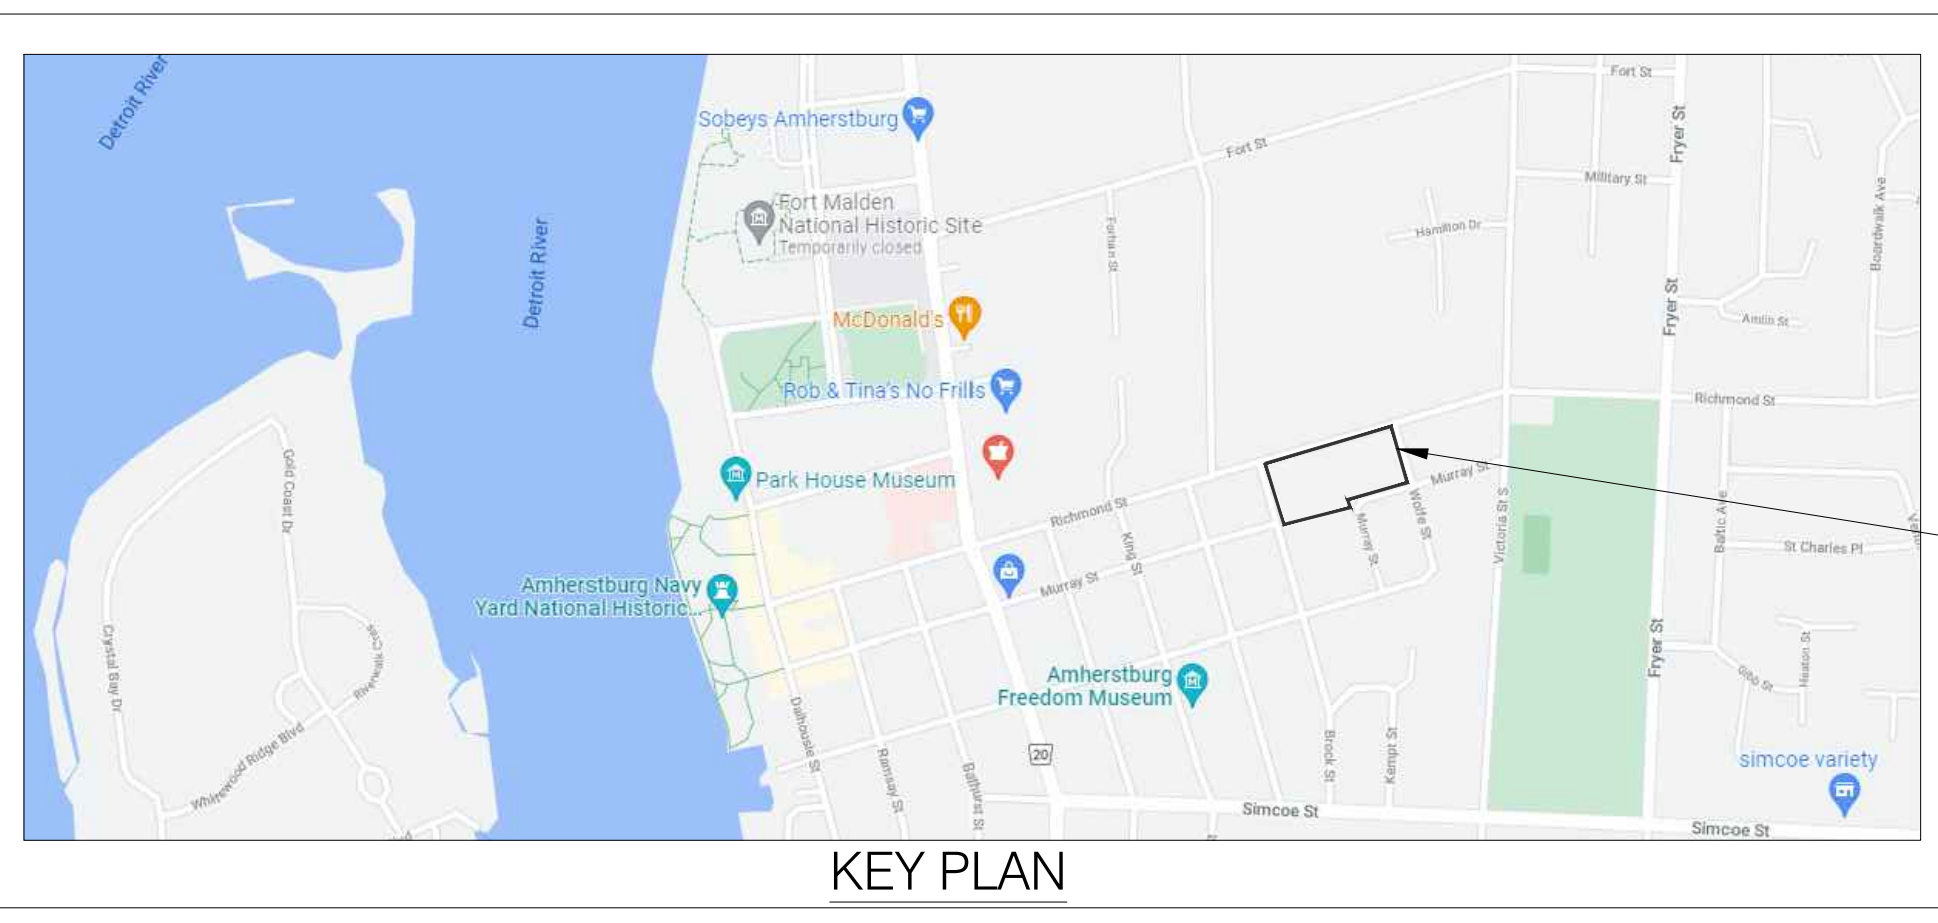 Detroit River
Fort St
Fryer St
Sobeys Amherstburg
Fort St
Military St
Boardwalk Ave
Fort Malden
National Historic Site
Temporarily closed
Detroit River
Hamilton Dr
Fryer St
McDonald's
Amlin St
Rob & Tina's No Frills
Richmond St
Gold Coast Dr
Park House Museum
Murray St
Richmond St
Wolfe St
Victoria St S
Baltic Ave
King St
Murray St
St Charles Pl
Amherstburg Navy
Yard National Historic...
Murray St
Crystal Bay Dr
Riverwalk Cres
Fryer St
Heaton St
Gibb St
Amherstburg
Freedom Museum
Dalhousie St
Whitewood Ridge Blvd
Ramsay St
Bathurst St
20
Brock St
Kempt St
simcoe variety
Simcoe St
Simcoe St
KEY PLAN